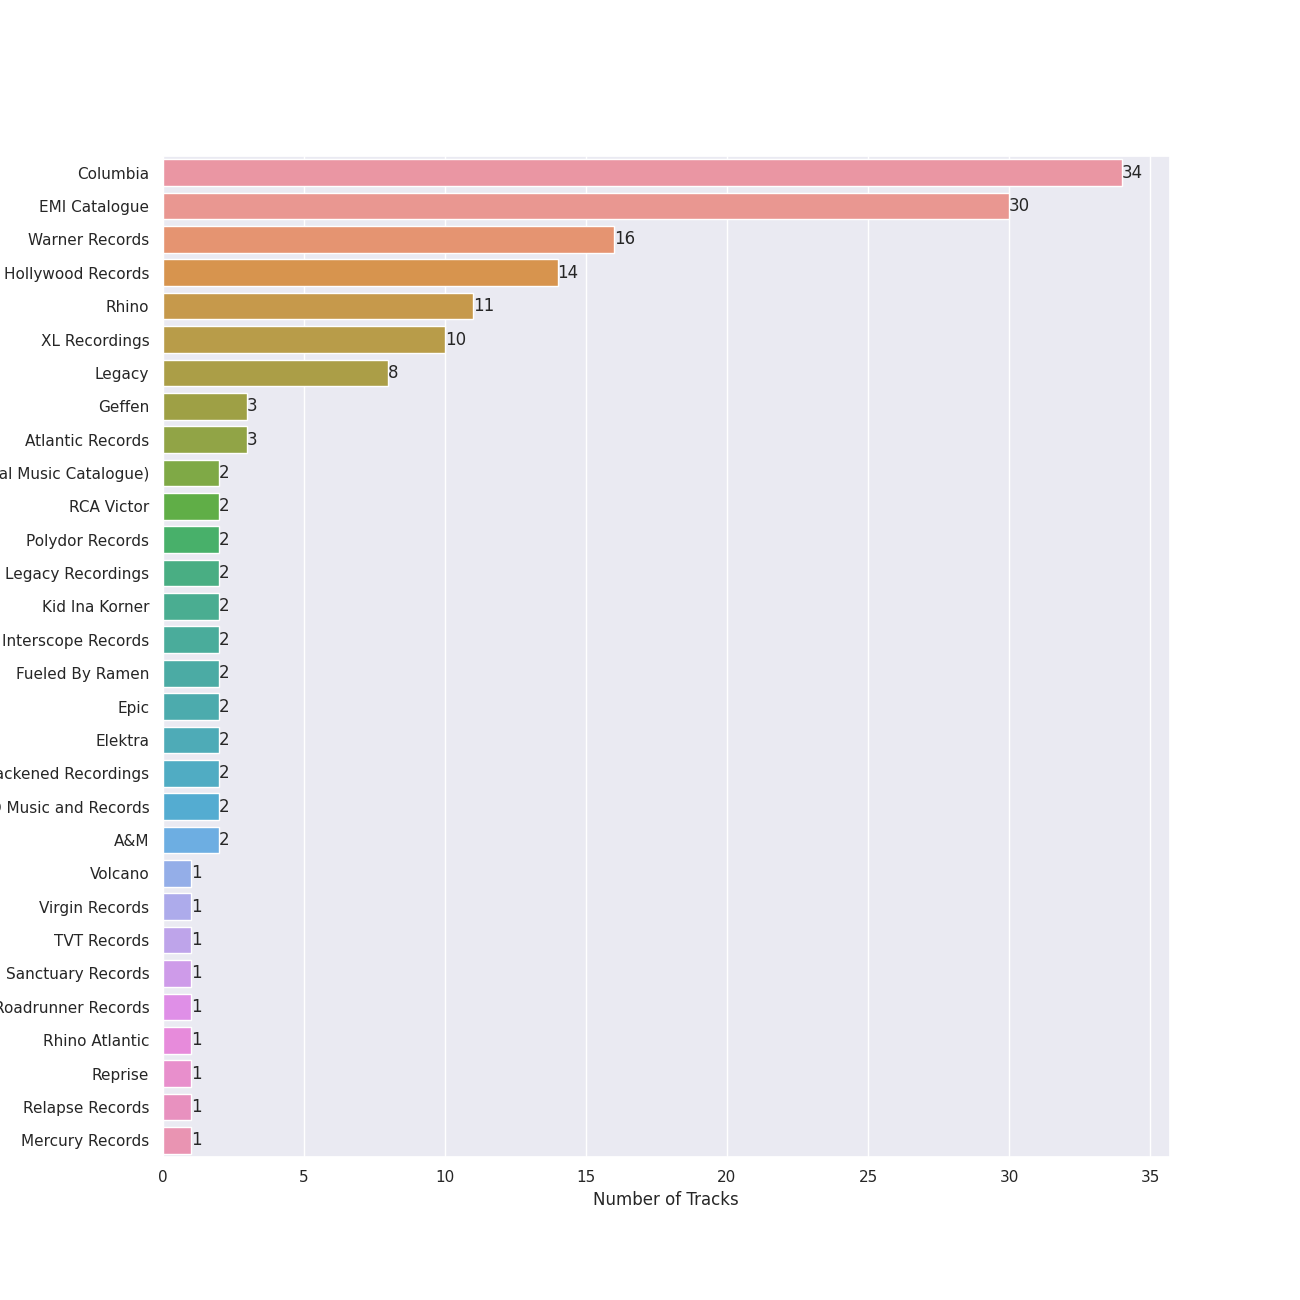 Columbia 34
EMI Catalogue 30
Warner Records 16
Hollywood Records 14
Rhino 11
XL Recordings 10
Legacy 8
Geffen 3
Atlantic Records 3
Music Catalogue) 2
RCA Victor 2
Polydor Records 2
Legacy Recordings 2
Kid Ina Korner 2
Interscope Records 2
Fueled By Ramen 2
Epic 2
Elektra 2
ackened Recordings 2
Music and Records 2
A&M 2
Volcano 1
Virgin Records 1
TVT Records 1
Sanctuary Records 1
Roadrunner Records 1
Rhino Atlantic 1
Reprise 1
Relapse Records 1
Mercury Records 1
0 5 10 15 20 25 30 35
Number of Tracks